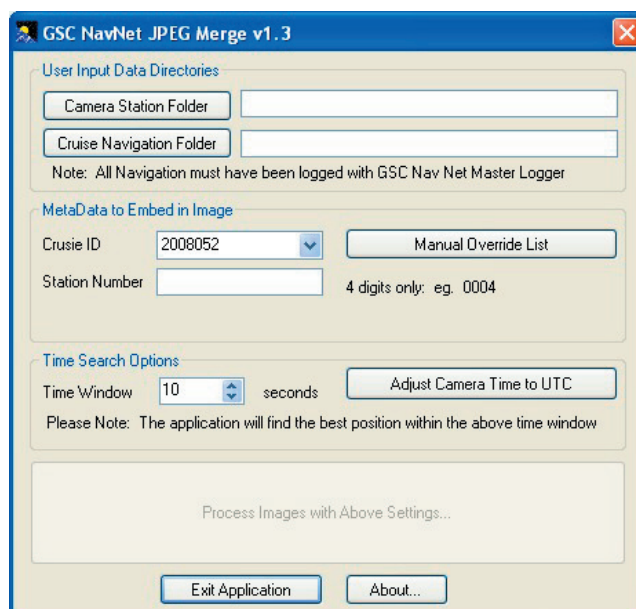 GSC NavNet JPEG Merge v1.3
User Input Data Directories
Camera Station Folder
Cruise Navigation Folder
Note: All Navigation must have been logged with GSC Nav Net Master Logger
MetaData to Embed in Image
Crusie ID 2008052 Manual Override List
Station Number 4 digits only: eg. 0004
Time Search Options
Time Window 10 seconds Adjust Camera Time to UTC
Please Note: The application will find the best position within the above time window
Process Images with Above Settings...
Exit Application About...